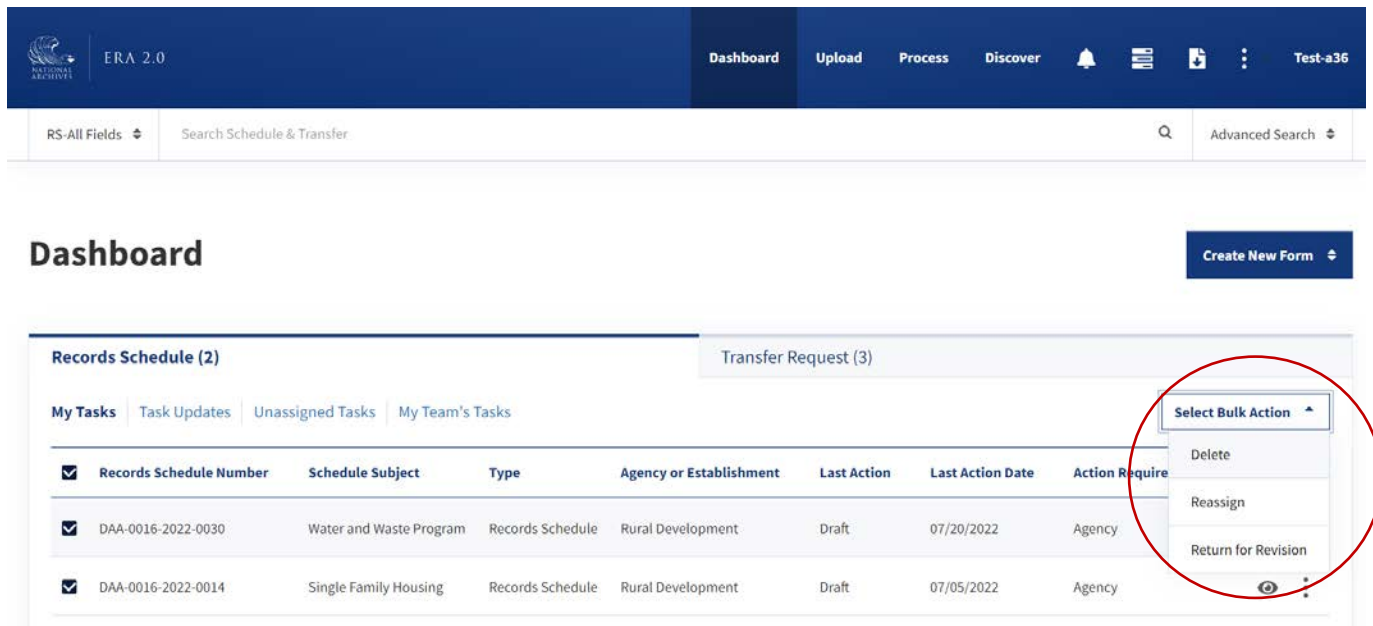 NATIONAL ARCHIVES ERA 2.0 Dashboard Upload Process Discover Test-a36
RS-All Fields Search Schedule & Transfer Advanced Search
Dashboard Create New Form
Records Schedule (2) Transfer Request (3)
My Tasks Task Updates Unassigned Tasks My Team's Tasks Select Bulk Action
Delete
Reassign
Return for Revision
Records Schedule Number Schedule Subject Type Agency or Establishment Last Action Last Action Date Action Require
DAA-0016-2022-0030 Water and Waste Program Records Schedule Rural Development Draft 07/20/2022 Agency
DAA-0016-2022-0014 Single Family Housing Records Schedule Rural Development Draft 07/05/2022 Agency